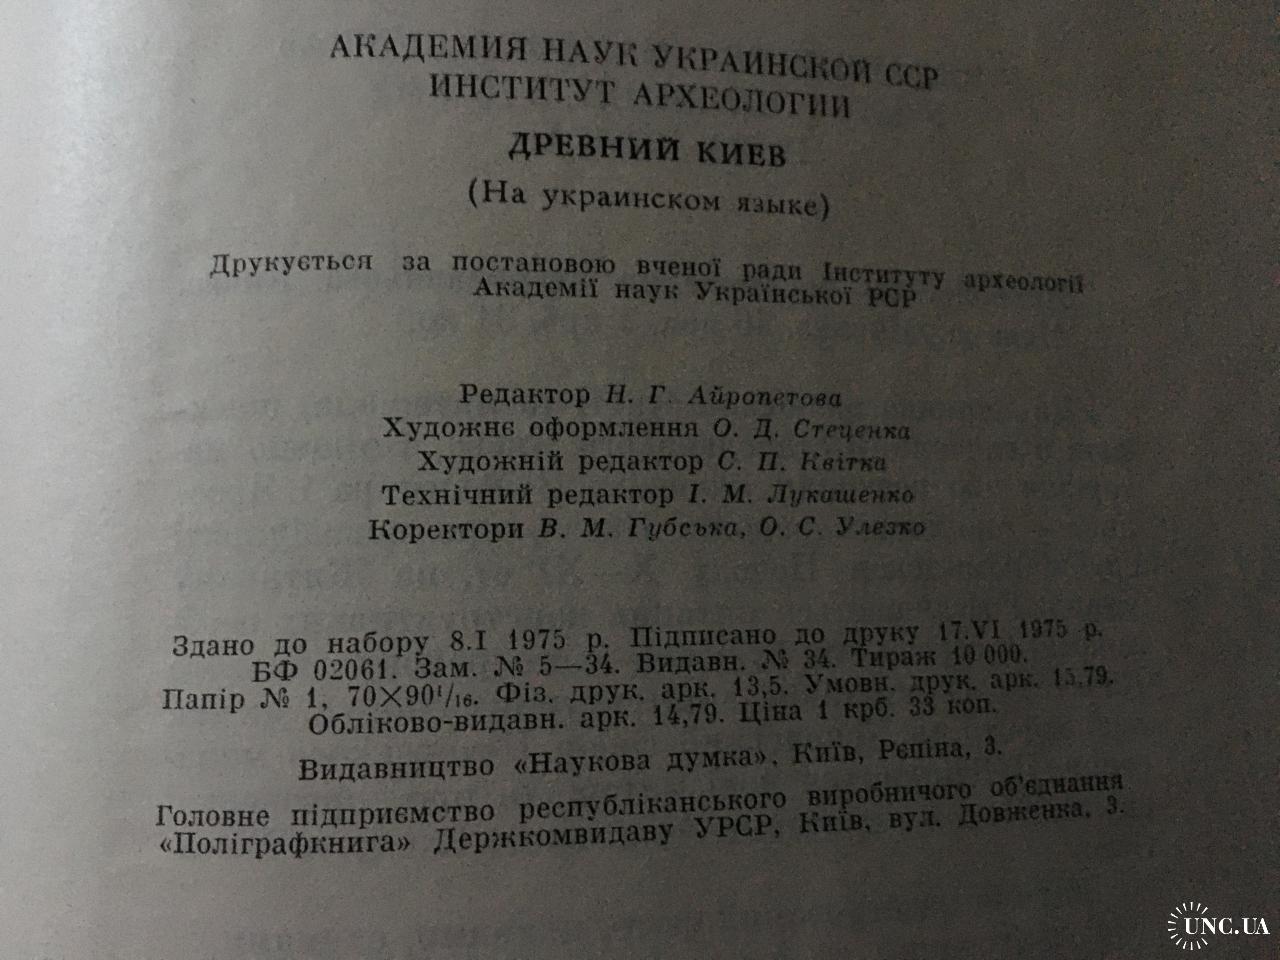 АКАДЕМИЯ НАУК УКРАИНСКОЙ ССР
ИНСТИТУТ АРХЕОЛОГИИ
ДРЕВНИЙ КИЕВ
(На украинском языке)
Друкується за постановою вченої ради Інституту археології
Академії наук Української РСР
Редактор Н. Г. Айропетова
Художнє оформлення О. Д. Стеценка
Художній редактор С. П. Квітка
Технічний редактор І. М. Лукашенко
Коректори В. М. Губська, О. С. Улезко
Здано до набору 8.I 1975 р. Підписано до друку 17.VI 1975 р.
БФ 02061. Зам. № 5—34. Видавн. № 34. Тираж 10 000.
Папір № 1, 70×90¹/₁₆. Фіз. друк. арк. 13,5. Умовн. друк. арк. 15,79.
Обліково-видавн. арк. 14,79. Ціна 1 крб. 33 коп.
Видавництво «Наукова думка», Київ, Рєпіна, 3.
Головне підприємство республіканського виробничого об'єднання
«Поліграфкнига» Держкомвидаву УРСР, Київ, вул. Довженка, 3.
UNC.UA